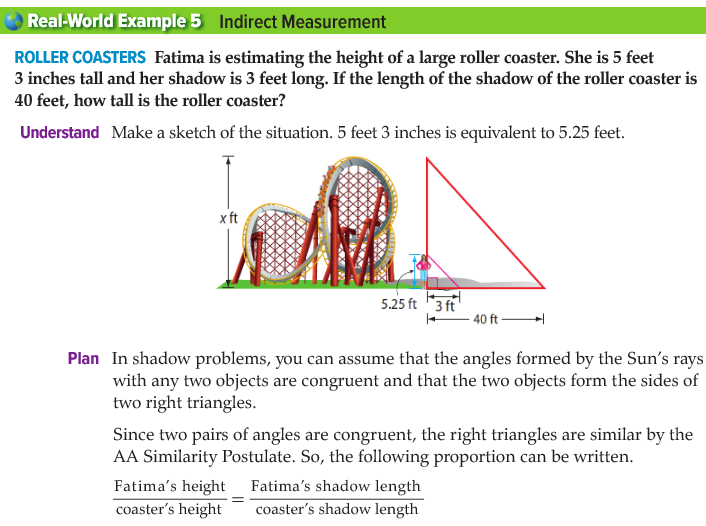 Real-World Example 5 Indirect Measurement
ROLLER COASTERS Fatima is estimating the height of a large roller coaster. She is 5 feet
3 inches tall and her shadow is 3 feet long. If the length of the shadow of the roller coaster is
40 feet, how tall is the roller coaster?
Understand Make a sketch of the situation. 5 feet 3 inches is equivalent to 5.25 feet.
x ft
5.25 ft
3 ft
40 ft
Plan In shadow problems, you can assume that the angles formed by the Sun's rays
with any two objects are congruent and that the two objects form the sides of
two right triangles.
Since two pairs of angles are congruent, the right triangles are similar by the
AA Similarity Postulate. So, the following proportion can be written.
Fatima's height = Fatima's shadow length
coaster's height coaster's shadow length